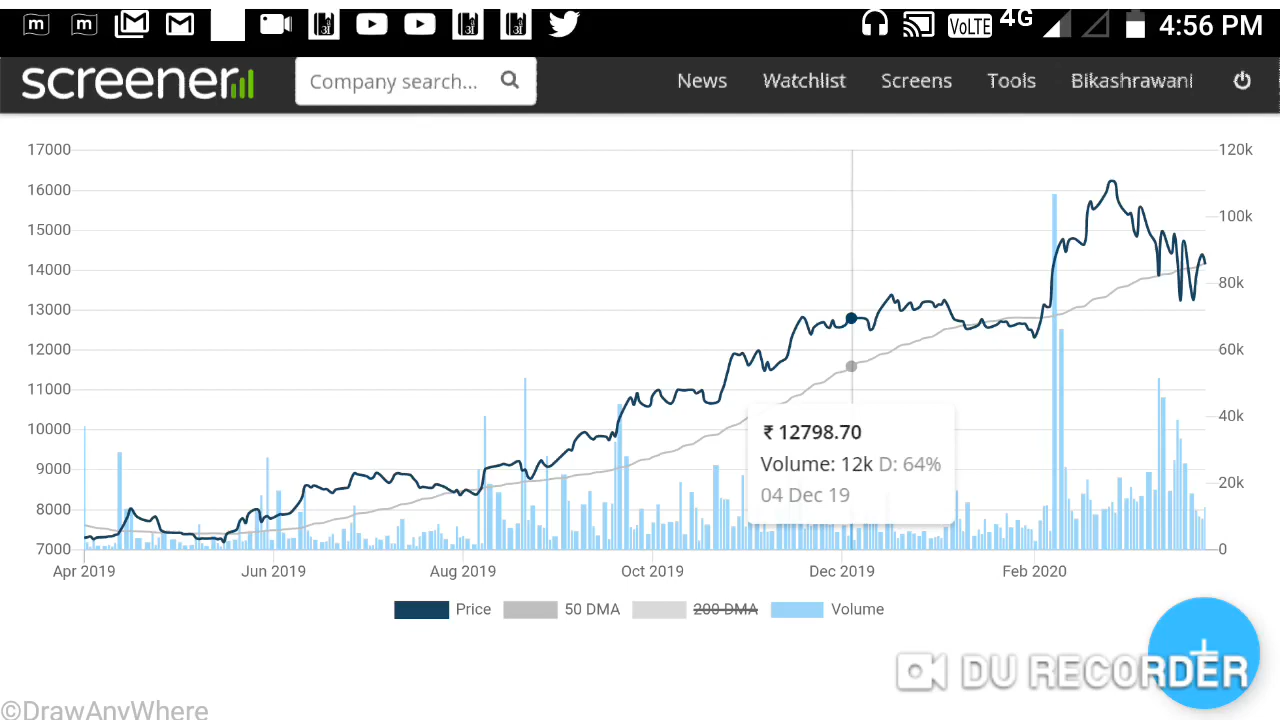 m m 31 31 31 VoLTE 4G 4:56 PM
screener Company search... News Watchlist Screens Tools Bikashrawani
17000 120k
16000
15000 100k
14000
80k
13000
12000 60k
11000
10000 40k
₹ 12798.70
9000 Volume: 12k D: 64%
20k
8000 04 Dec 19
7000 0
Apr 2019 Jun 2019 Aug 2019 Oct 2019 Dec 2019 Feb 2020
Price 50 DMA 200 DMA Volume
+
DU RECORDER
©DrawAnyWhere